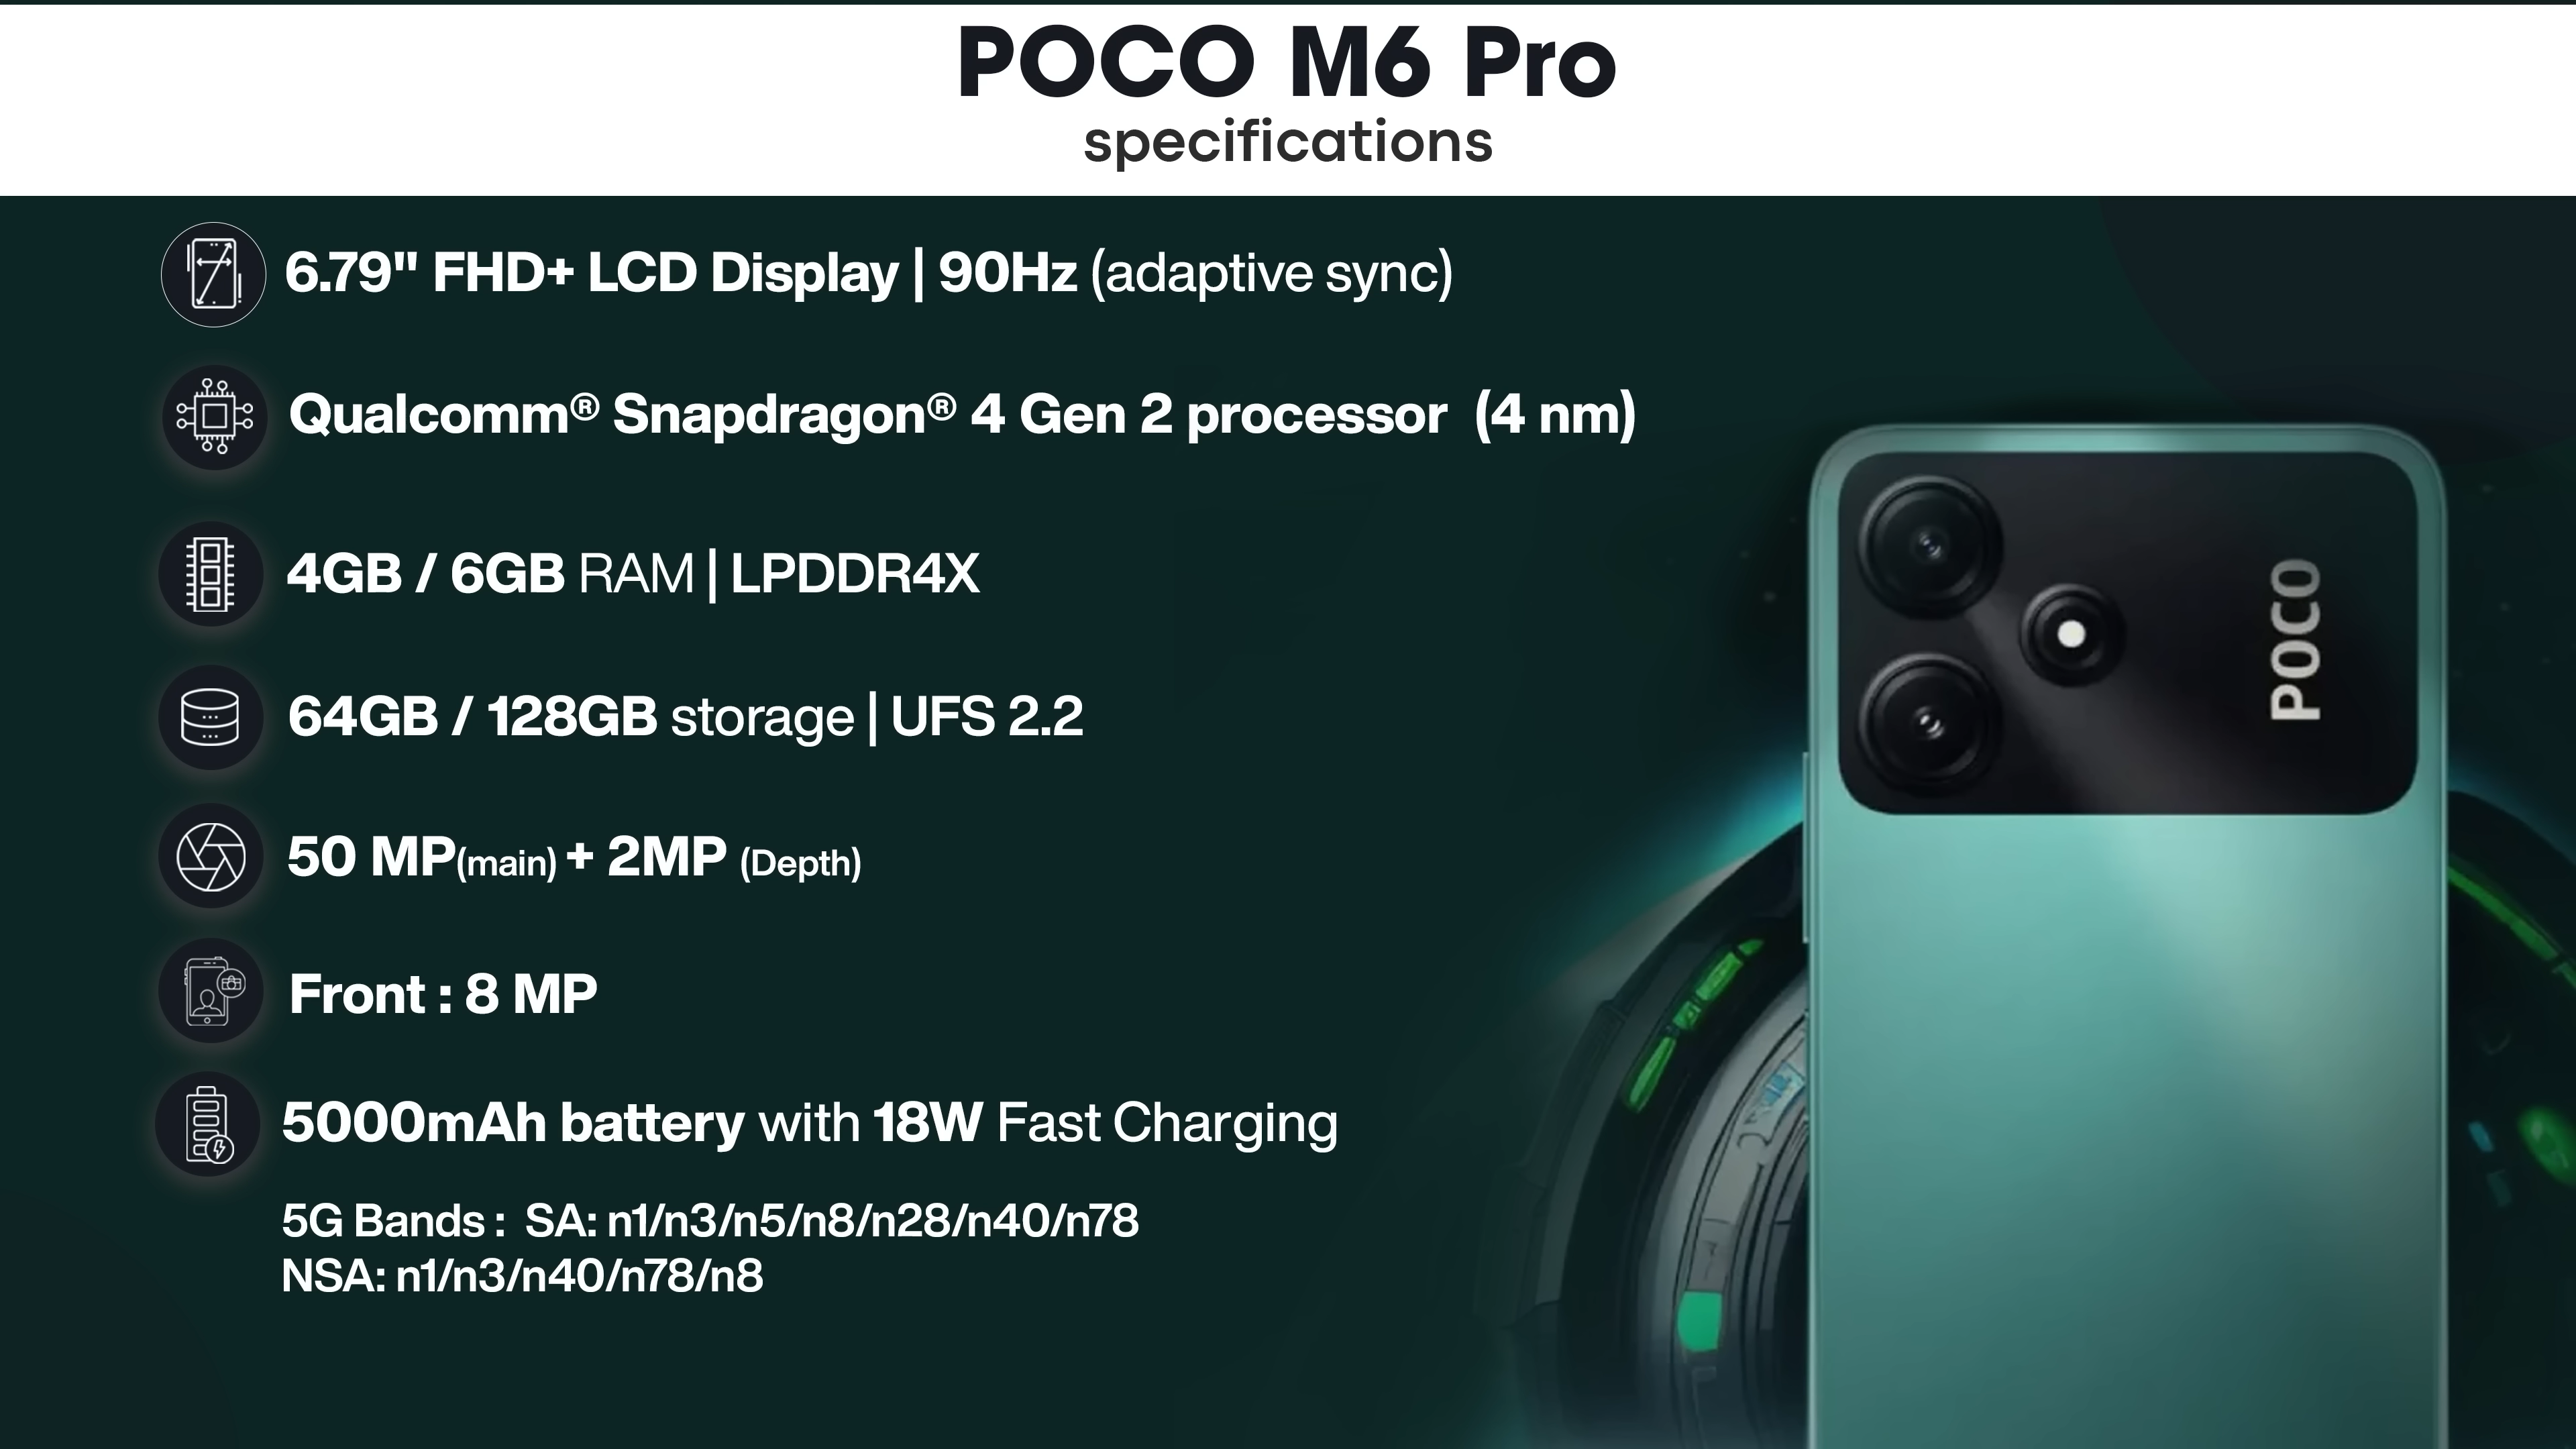 POCO M6 Pro
specifications
6.79" FHD+ LCD Display | 90Hz (adaptive sync)
Qualcomm® Snapdragon® 4 Gen 2 processor (4 nm)
4GB / 6GB RAM | LPDDR4X
64GB / 128GB storage | UFS 2.2
50 MP(main) + 2MP (Depth)
Front : 8 MP
5000mAh battery with 18W Fast Charging
5G Bands : SA: n1/n3/n5/n8/n28/n40/n78
NSA: n1/n3/n40/n78/n8
POCO